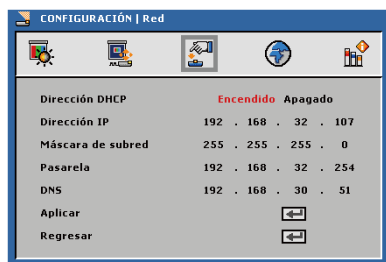 CONFIGURACIÓN | Red
Dirección DHCP Encendido Apagado
Dirección IP 192 . 168 . 32 . 107
Máscara de subred 255 . 255 . 255 . 0
Pasarela 192 . 168 . 32 . 254
DNS 192 . 168 . 30 . 51
Aplicar
Regresar